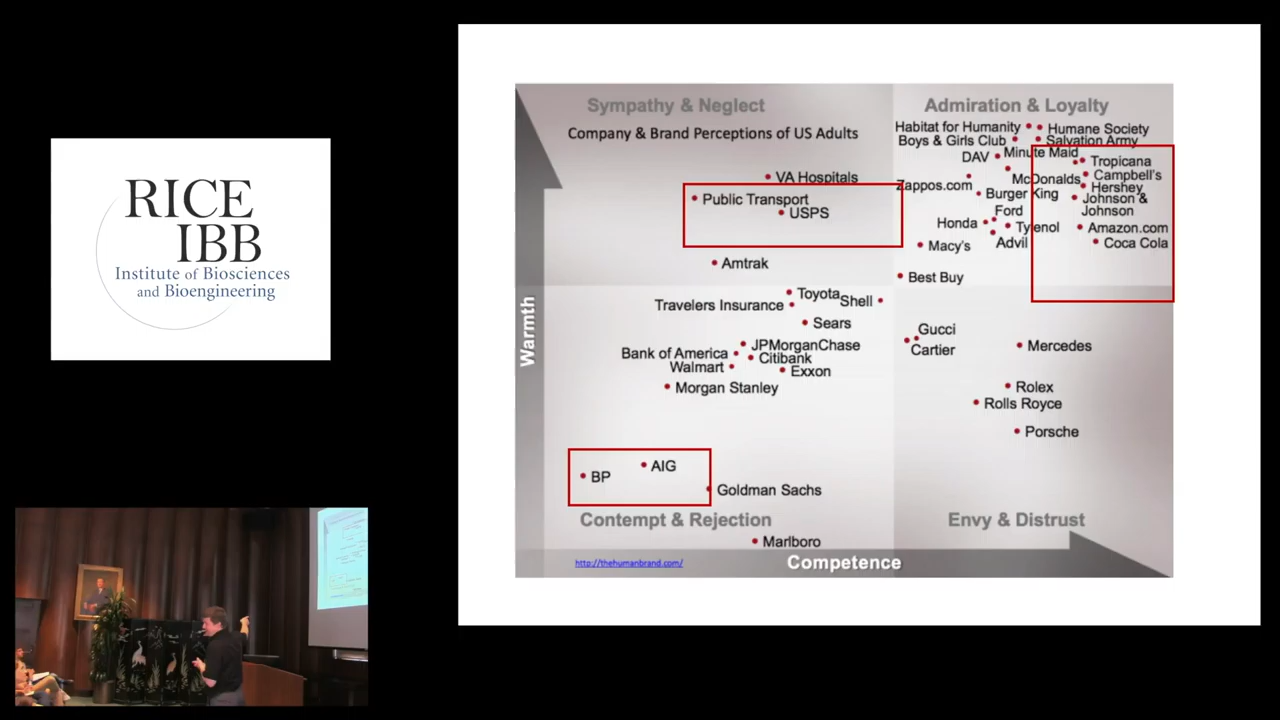 RICE
IBB
Institute of Biosciences
and Bioengineering
Sympathy & Neglect
Admiration & Loyalty
Company & Brand Perceptions of US Adults
Habitat for Humanity
Humane Society
Boys & Girls Club
Salvation Army
DAV
Minute Maid
Tropicana
VA Hospitals
McDonalds
Campbell's
Zappos.com
Burger King
Hershey
Public Transport
Johnson &
Johnson
USPS
Ford
Honda
Tylenol
Amazon.com
Macy's
Advil
Coca Cola
Amtrak
Best Buy
Toyota
Shell
Travelers Insurance
Sears
Gucci
Cartier
Mercedes
JPMorganChase
Bank of America
Citibank
Walmart
Exxon
Morgan Stanley
Rolex
Rolls Royce
Porsche
Warmth
AIG
BP
Goldman Sachs
Contempt & Rejection
Envy & Distrust
Marlboro
http://thehumanbrand.com/
Competence